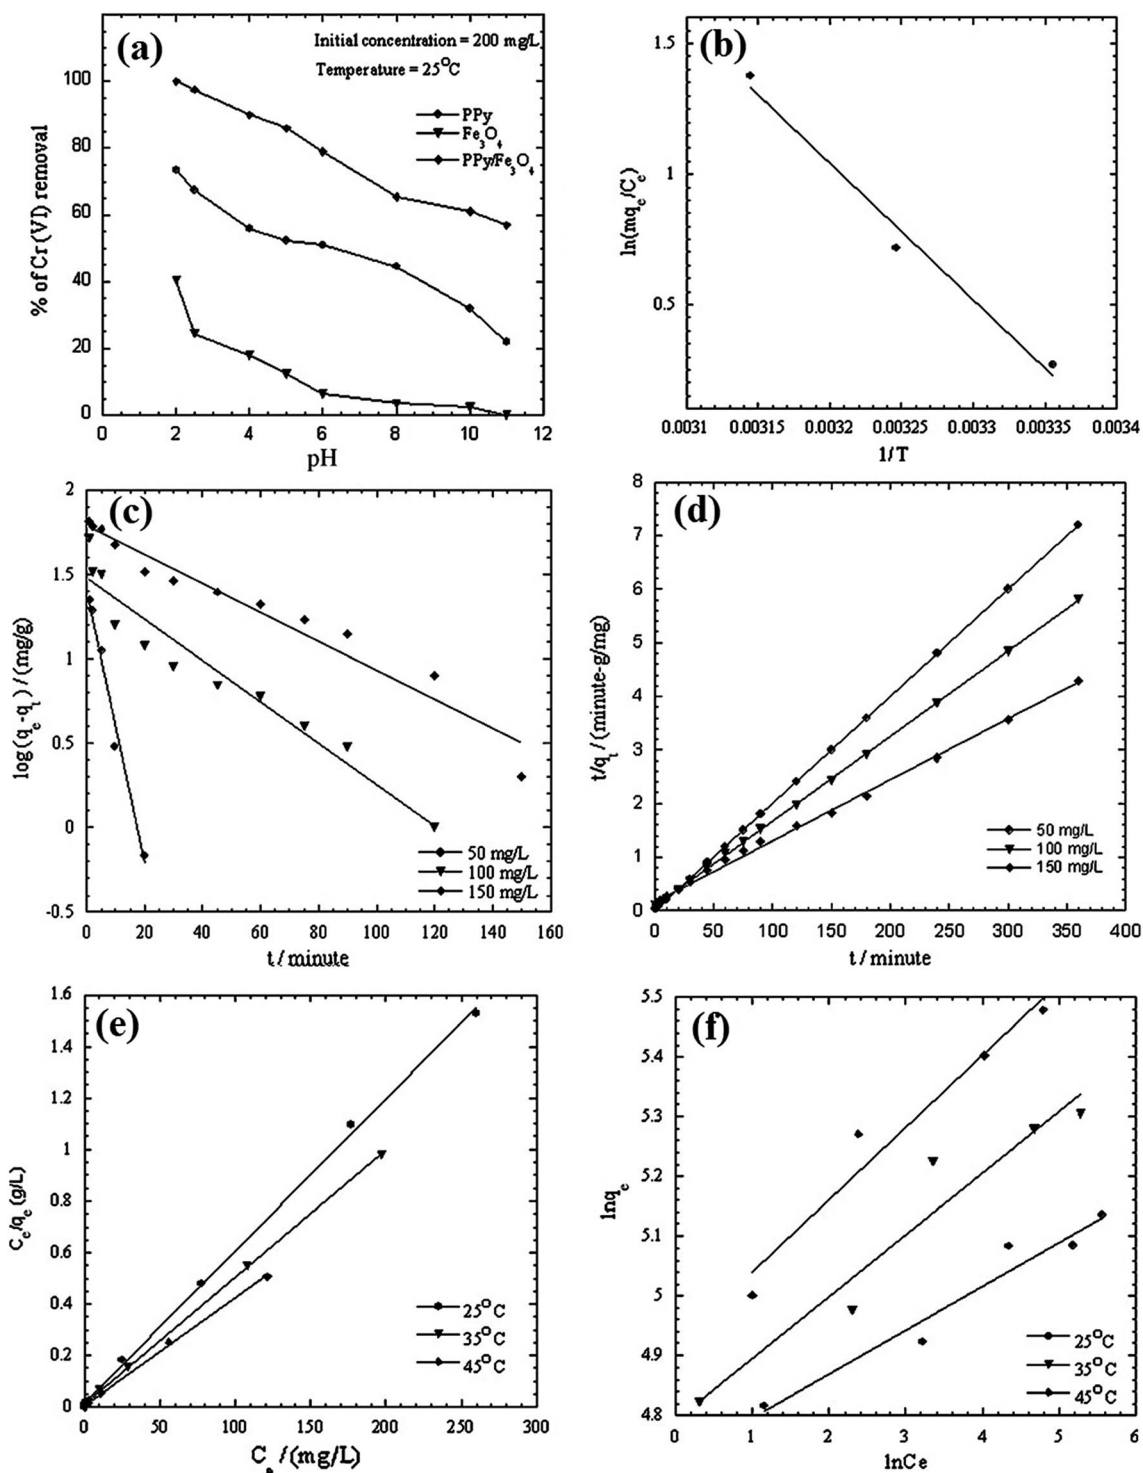 (a)
Initial concentration = 200 mg/L
Temperature = 25°C
PPy
Fe₃O₄
PPy/Fe₃O₄
% of Cr (VI) removal
100
80
60
40
20
0
0 2 4 6 8 10 12
pH
(b)
ln(mqₑ/Cₑ)
1.5
1
0.5
0.0031 0.00315 0.0032 0.00325 0.0033 0.00335 0.0034
1/T
(c)
log(qₑ-qₜ) / (mg/g)
2
1.5
1
0.5
0
-0.5
50 mg/L
100 mg/L
150 mg/L
0 20 40 60 80 100 120 140 160
t / minute
(d)
t/qₜ / (minute-g/mg)
8
7
6
5
4
3
2
1
0
50 mg/L
100 mg/L
150 mg/L
0 50 100 150 200 250 300 350 400
t / minute
(e)
Cₑ/qₑ (g/L)
1.6
1.4
1.2
1
0.8
0.6
0.4
0.2
0
25°C
35°C
45°C
0 50 100 150 200 250 300
Cₑ / (mg/L)
(f)
lnqₑ
5.5
5.4
5.3
5.2
5.1
5
4.9
4.8
25°C
35°C
45°C
0 1 2 3 4 5 6
lnCe